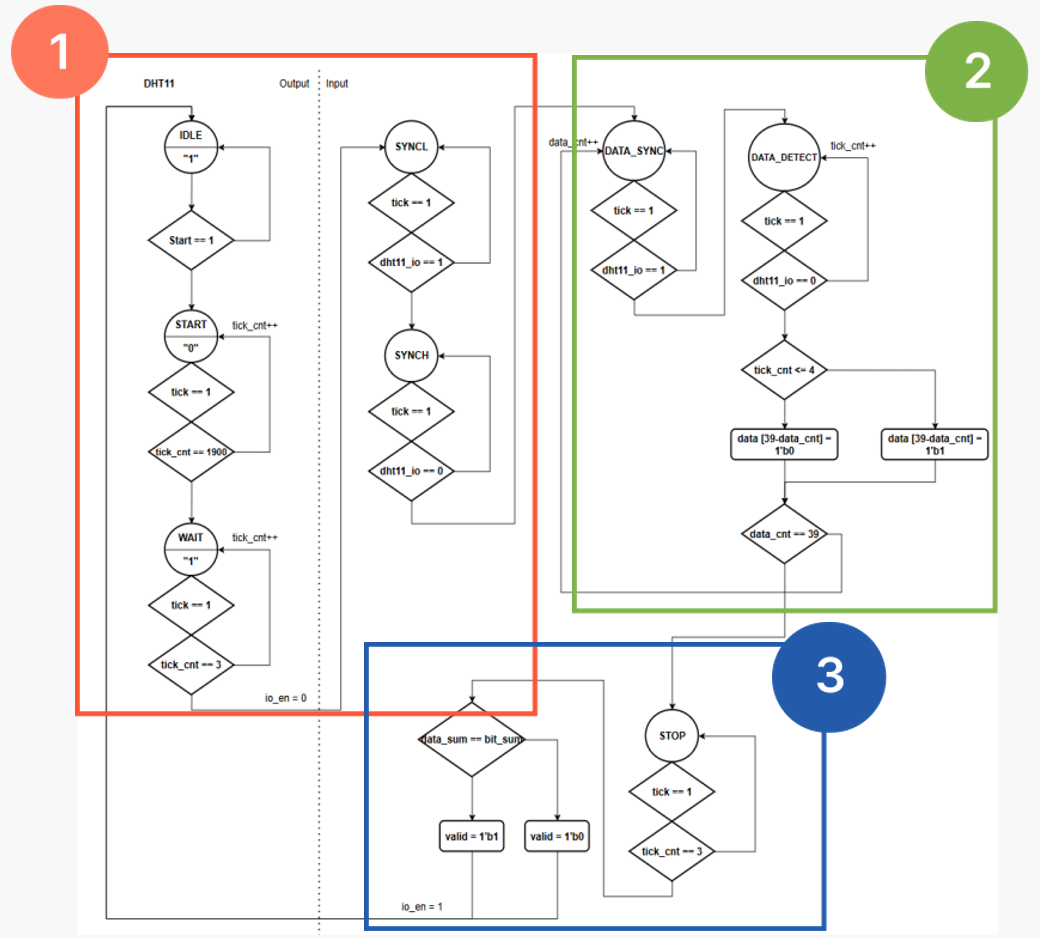 1
DHT11
Output
Input
IDLE
"1"
Start == 1
START
"0"
tick_cnt++
tick == 1
tick_cnt == 1900
WAIT
"1"
tick_cnt++
tick == 1
tick_cnt == 3
io_en = 0
SYNCL
tick == 1
dht11_io == 1
SYNCH
tick == 1
dht11_io == 0
2
data_cnt++
DATA_SYNC
tick == 1
dht11_io == 1
DATA_DETECT
tick_cnt++
tick == 1
dht11_io == 0
tick_cnt <= 4
data [39-data_cnt] =
1'b0
data [39-data_cnt] =
1'b1
data_cnt == 39
3
STOP
tick == 1
tick_cnt == 3
data_sum == bit_sum
valid = 1'b1
valid = 1'b0
io_en = 1